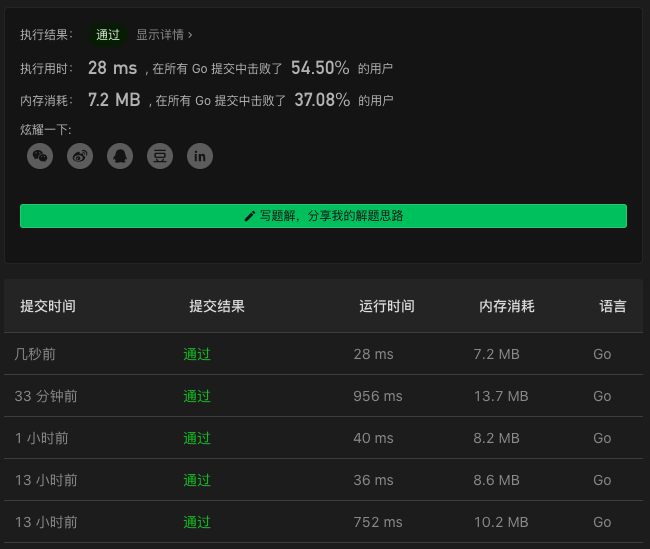 执行结果： 通过 显示详情 ›
执行用时： 28 ms ，在所有 Go 提交中击败了 54.50% 的用户
内存消耗： 7.2 MB ，在所有 Go 提交中击败了 37.08% 的用户
炫耀一下:
豆 in
写题解，分享我的解题思路
提交时间 提交结果 运行时间 内存消耗 语言
几秒前 通过 28 ms 7.2 MB Go
33 分钟前 通过 956 ms 13.7 MB Go
1 小时前 通过 40 ms 8.2 MB Go
13 小时前 通过 36 ms 8.6 MB Go
13 小时前 通过 752 ms 10.2 MB Go